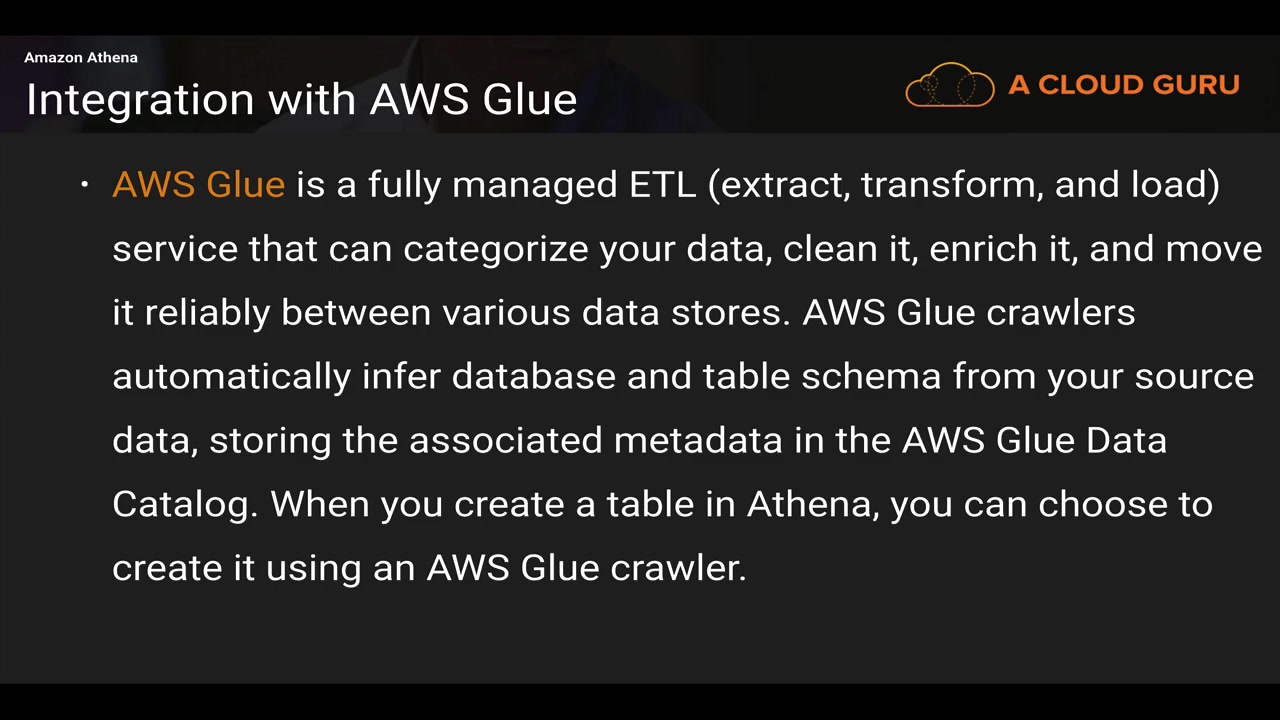 Amazon Athena
Integration with AWS Glue
A CLOUD GURU
• AWS Glue is a fully managed ETL (extract, transform, and load)
service that can categorize your data, clean it, enrich it, and move
it reliably between various data stores. AWS Glue crawlers
automatically infer database and table schema from your source
data, storing the associated metadata in the AWS Glue Data
Catalog. When you create a table in Athena, you can choose to
create it using an AWS Glue crawler.